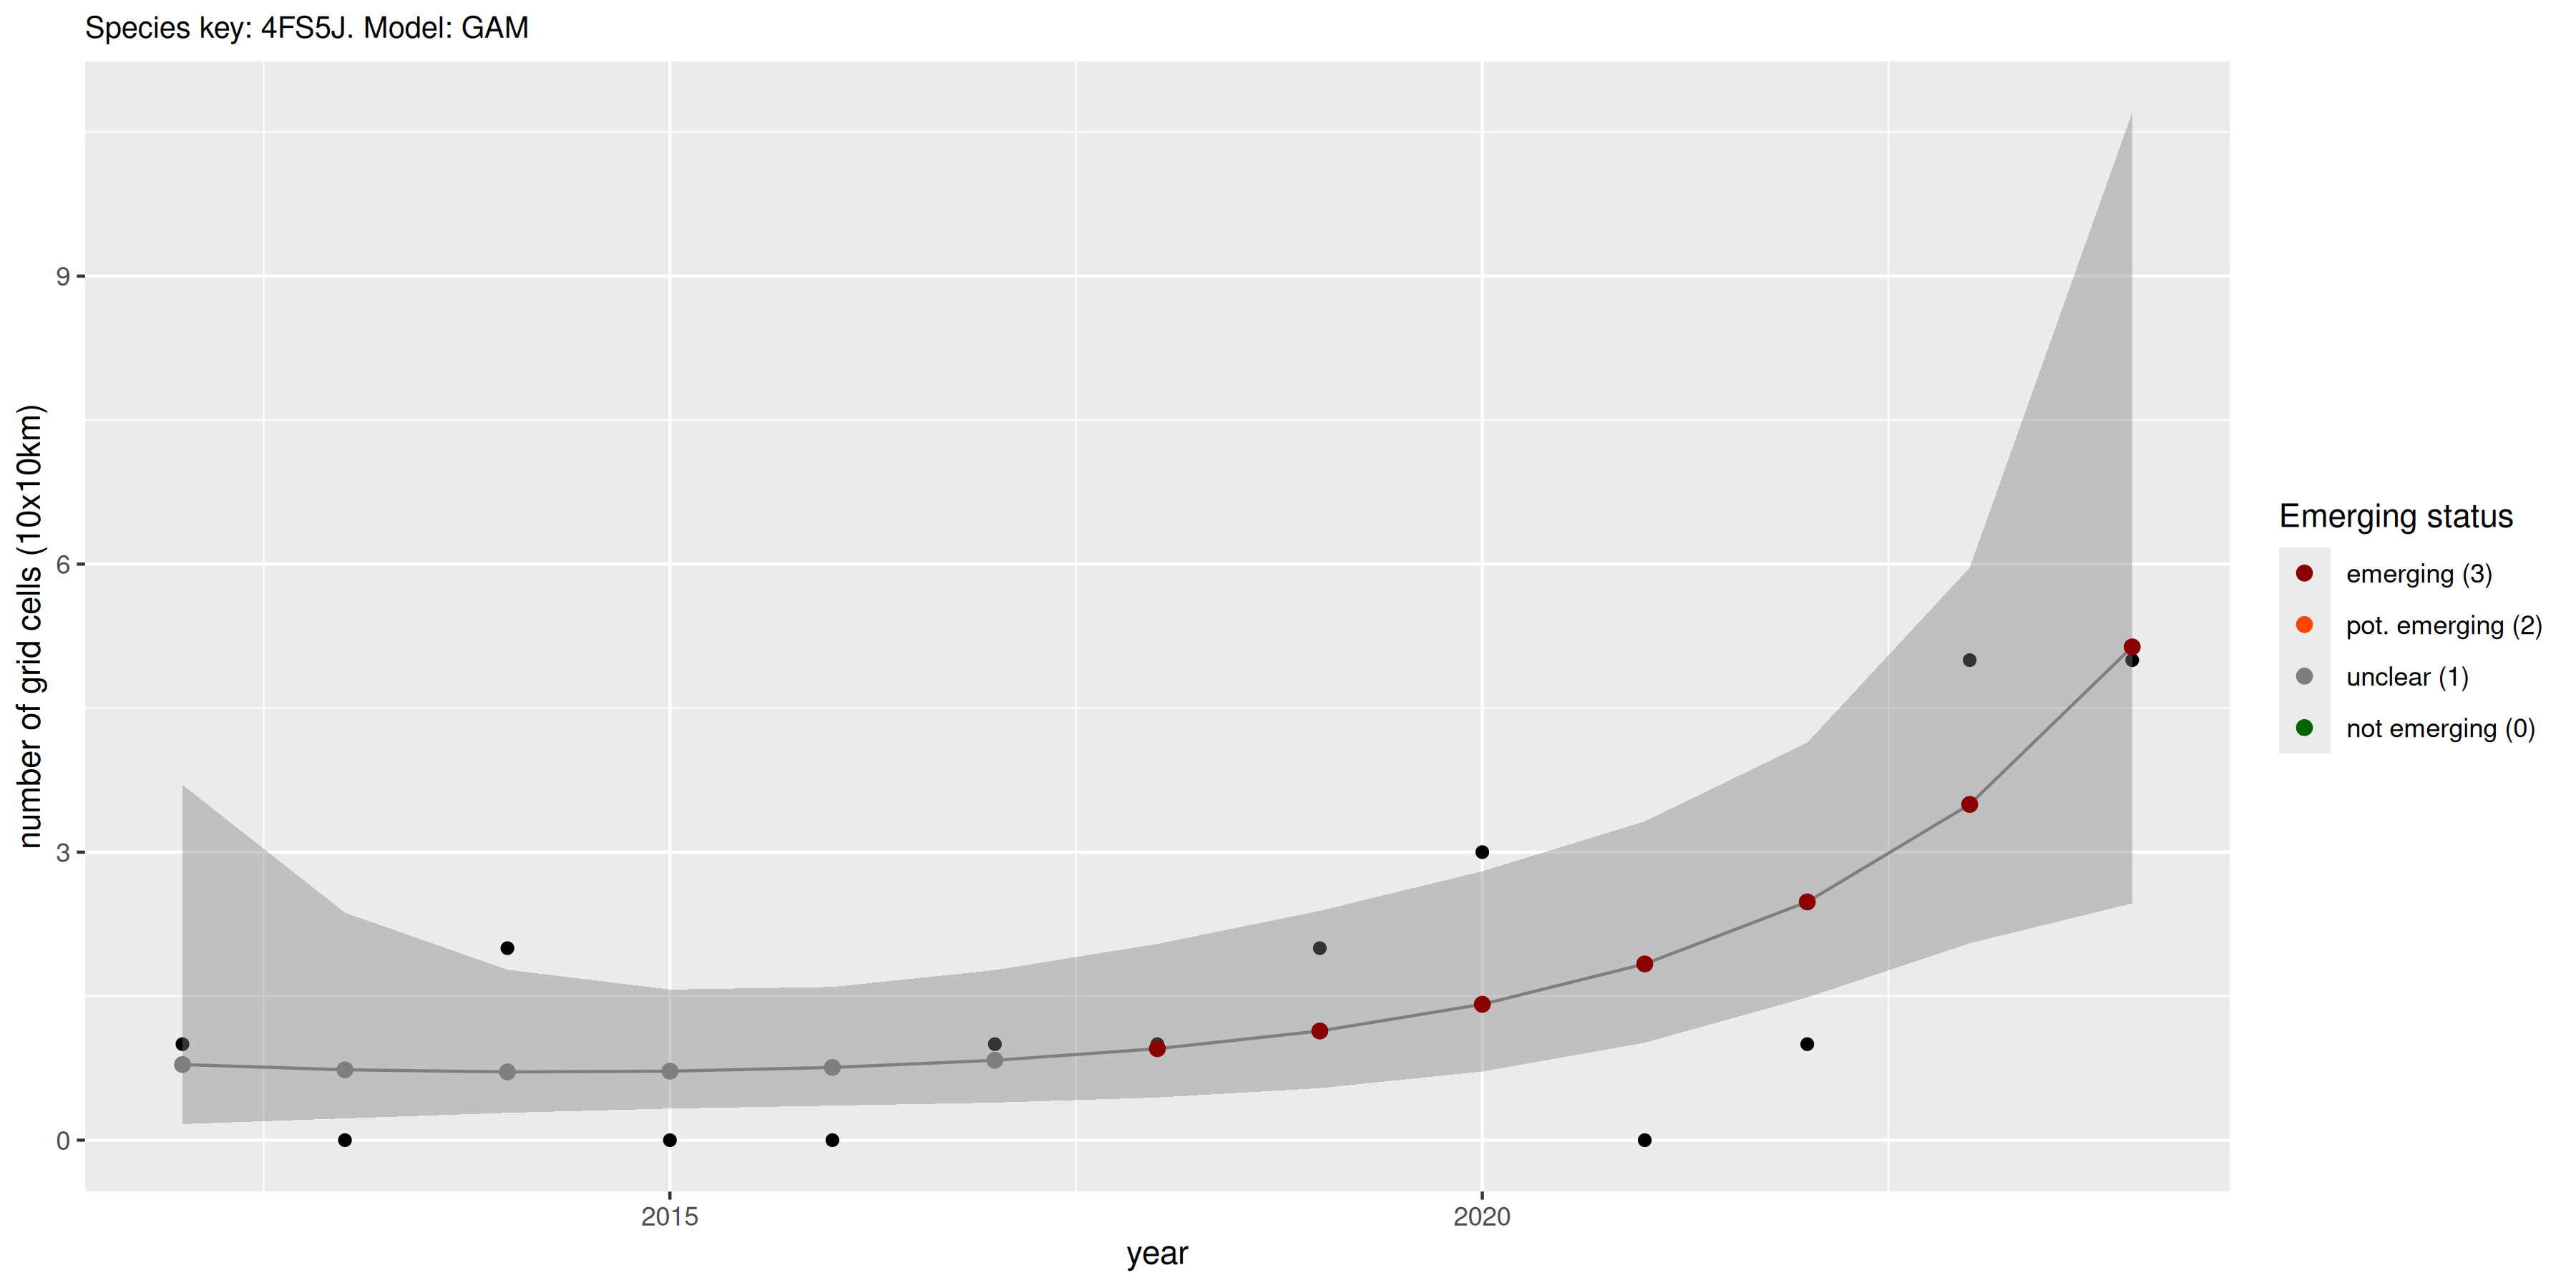 Species key: 4FS5J. Model: GAM
number of grid cells (10x10km)
9
6
3
0
2015
2020
year
Emerging status
emerging (3)
pot. emerging (2)
unclear (1)
not emerging (0)